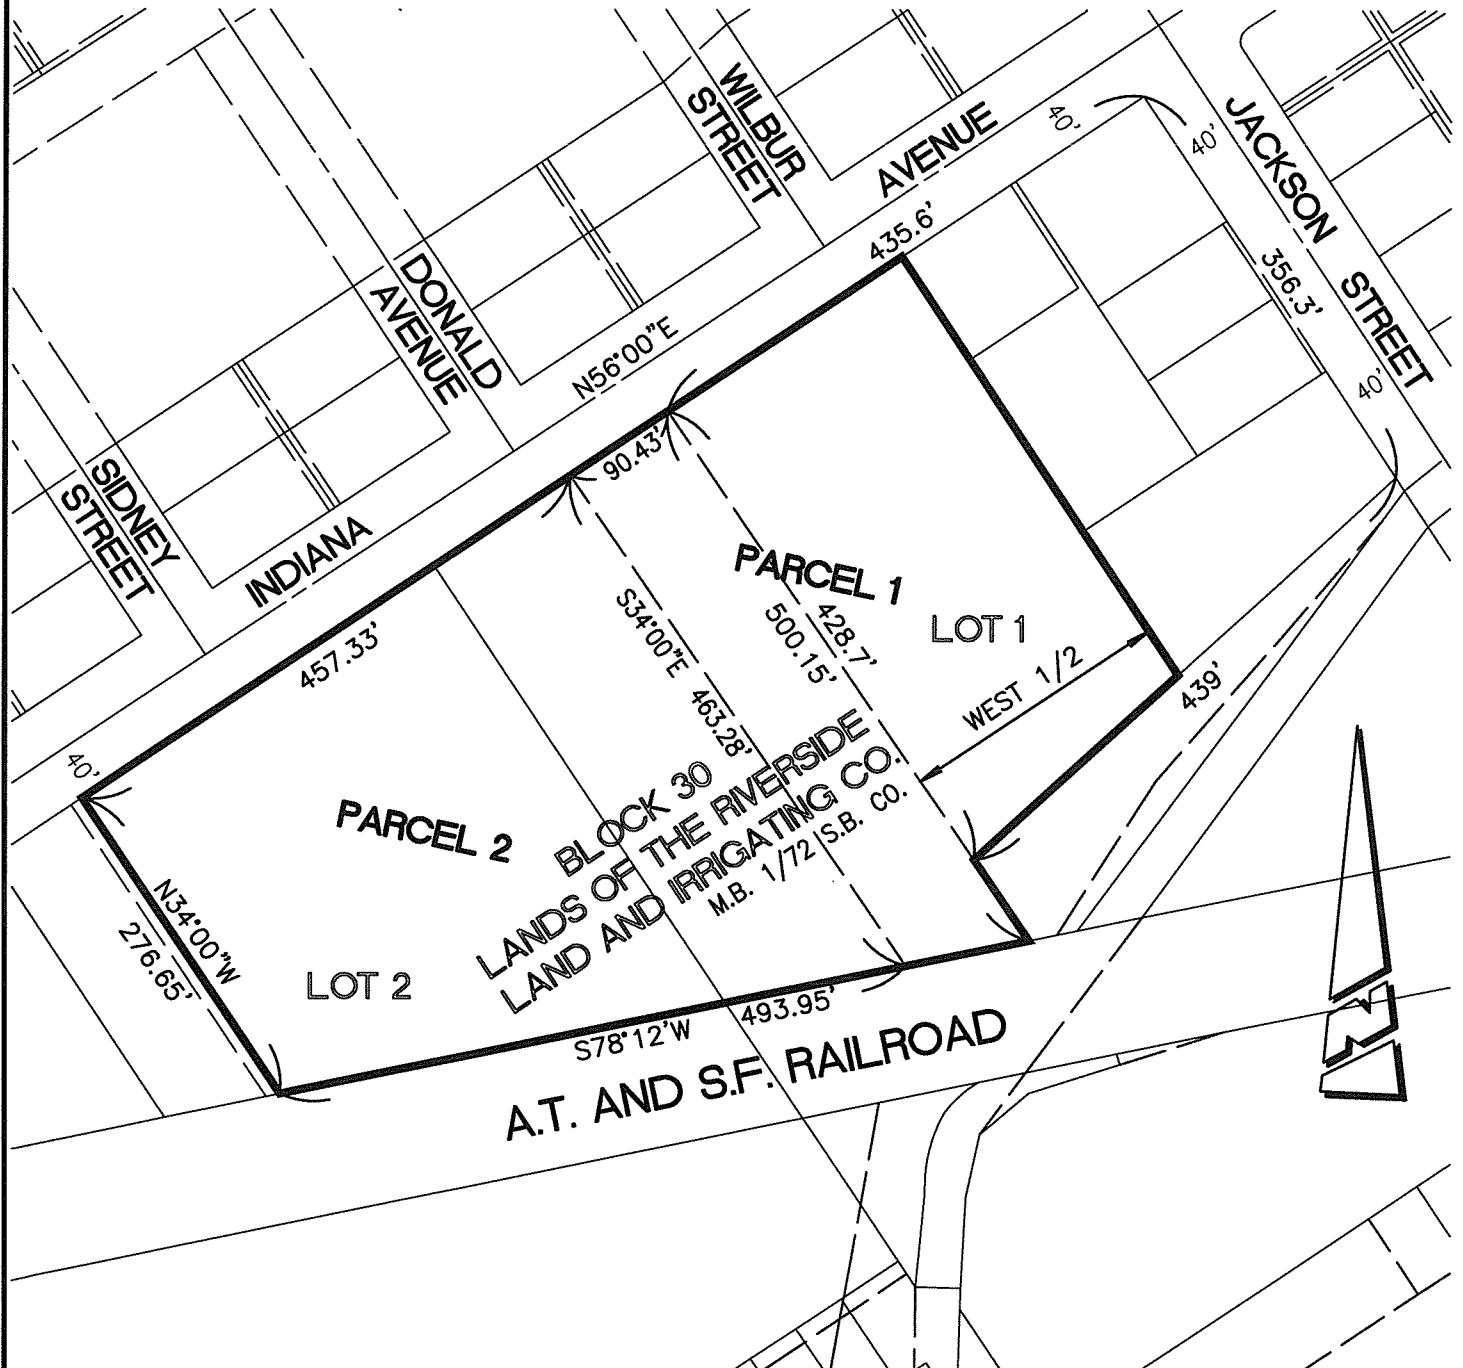 WILBUR
STREET
AVENUE
40'
40'
JACKSON
STREET
435.6'
356.3'
40'
DONALD
AVENUE
N56°00"E
90.43'
SIDNEY
STREET
INDIANA
457.33'
PARCEL 1
LOT 1
428.7'
500.15'
S34°00"E 463.28'
WEST 1/2
439'
40'
PARCEL 2
BLOCK 30
LANDS OF THE RIVERSIDE
LAND AND IRRIGATING CO.
M.B. 1/72 S.B. CO.
N34°00"W
276.65'
LOT 2
S78°12'W
493.95'
A.T. AND S.F. RAILROAD
N